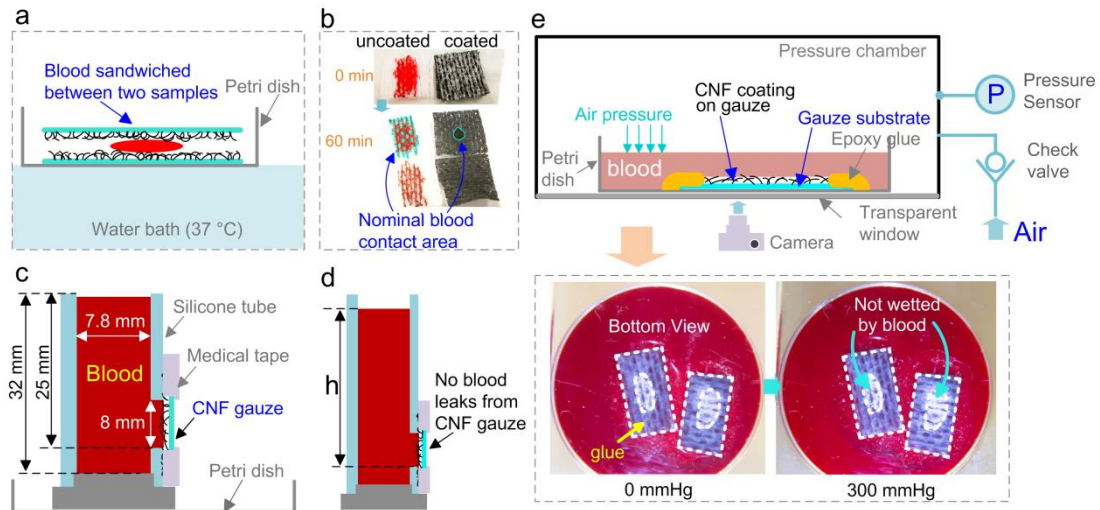 a
Blood sandwiched
between two samples
Petri dish
Water bath (37 °C)
b
uncoated coated
0 min
60 min
Nominal blood
contact area
c
32 mm
25 mm
7.8 mm
Blood
8 mm
Silicone tube
Medical tape
CNF gauze
Petri dish
d
h
No blood
leaks from
CNF gauze
e
Pressure chamber
CNF coating
on gauze
Air pressure
Gauze substrate
Epoxy glue
Petri
dish
blood
Transparent
window
Camera
P
Pressure
Sensor
Check
valve
Air
Bottom View
glue
Not wetted
by blood
0 mmHg
300 mmHg